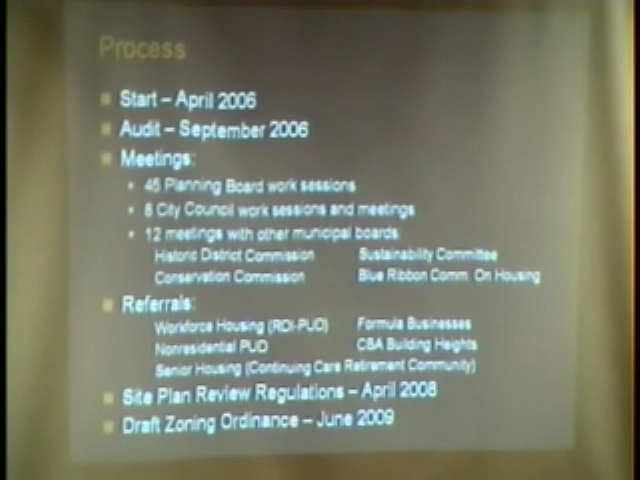 Process
Start – April 2006
Audit – September 2006
Meetings:
45 Planning Board work sessions
8 City Council work sessions and meetings
12 meetings with other municipal boards
Historic District Commission Sustainability Committee
Conservation Commission Blue Ribbon Comm. On Housing
Referrals:
Workforce Housing (RDI-PUD) Formula Businesses
Nonresidential PUD CBA Building Heights
Senior Housing (Continuing Care Retirement Community)
Site Plan Review Regulations – April 2008
Draft Zoning Ordinance – June 2009